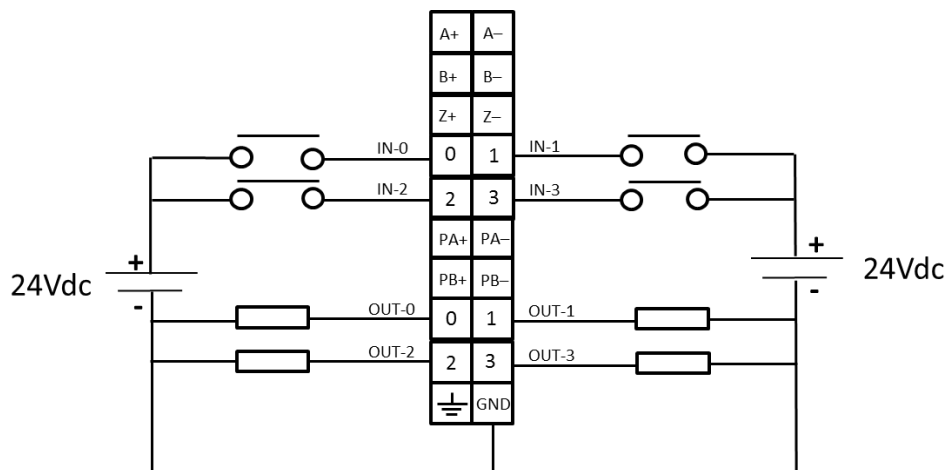 A+ A−
B+ B−
Z+ Z−
IN-0 0 1 IN-1
IN-2 2 3 IN-3
PA+ PA−
+ +
24Vdc PB+ PB− 24Vdc
- -
OUT-0 0 1 OUT-1
OUT-2 2 3 OUT-3
GND